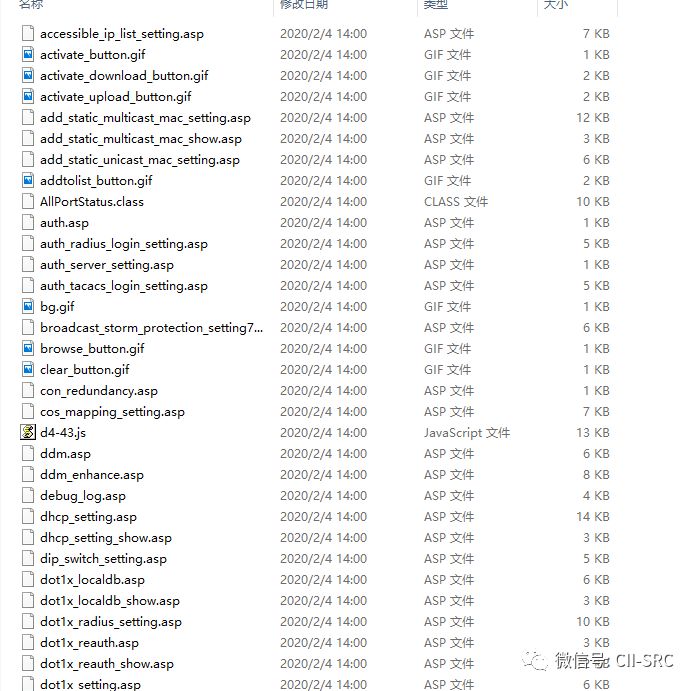 名称 修改日期 类型 大小
accessible_ip_list_setting.asp 2020/2/4 14:00 ASP 文件 7 KB
activate_button.gif 2020/2/4 14:00 GIF 文件 1 KB
activate_download_button.gif 2020/2/4 14:00 GIF 文件 2 KB
activate_upload_button.gif 2020/2/4 14:00 GIF 文件 2 KB
add_static_multicast_mac_setting.asp 2020/2/4 14:00 ASP 文件 12 KB
add_static_multicast_mac_show.asp 2020/2/4 14:00 ASP 文件 3 KB
add_static_unicast_mac_setting.asp 2020/2/4 14:00 ASP 文件 6 KB
addtolist_button.gif 2020/2/4 14:00 GIF 文件 2 KB
AllPortStatus.class 2020/2/4 14:00 CLASS 文件 10 KB
auth.asp 2020/2/4 14:00 ASP 文件 1 KB
auth_radius_login_setting.asp 2020/2/4 14:00 ASP 文件 5 KB
auth_server_setting.asp 2020/2/4 14:00 ASP 文件 1 KB
auth_tacacs_login_setting.asp 2020/2/4 14:00 ASP 文件 5 KB
bg.gif 2020/2/4 14:00 GIF 文件 1 KB
broadcast_storm_protection_setting7... 2020/2/4 14:00 ASP 文件 6 KB
browse_button.gif 2020/2/4 14:00 GIF 文件 1 KB
clear_button.gif 2020/2/4 14:00 GIF 文件 1 KB
con_redundancy.asp 2020/2/4 14:00 ASP 文件 1 KB
cos_mapping_setting.asp 2020/2/4 14:00 ASP 文件 7 KB
d4-43.js 2020/2/4 14:00 JavaScript 文件 13 KB
ddm.asp 2020/2/4 14:00 ASP 文件 6 KB
ddm_enhance.asp 2020/2/4 14:00 ASP 文件 8 KB
debug_log.asp 2020/2/4 14:00 ASP 文件 4 KB
dhcp_setting.asp 2020/2/4 14:00 ASP 文件 14 KB
dhcp_setting_show.asp 2020/2/4 14:00 ASP 文件 3 KB
dip_switch_setting.asp 2020/2/4 14:00 ASP 文件 5 KB
dot1x_localdb.asp 2020/2/4 14:00 ASP 文件 6 KB
dot1x_localdb_show.asp 2020/2/4 14:00 ASP 文件 3 KB
dot1x_radius_setting.asp 2020/2/4 14:00 ASP 文件 10 KB
dot1x_reauth.asp 2020/2/4 14:00 ASP 文件 3 KB
dot1x_reauth_show.asp 2020/2/4 14:00 ASP 文件 KB
微信号: CII-SRC
dot1x_setting.asp 2020/2/4 14:00 ASP 文件 6 KB